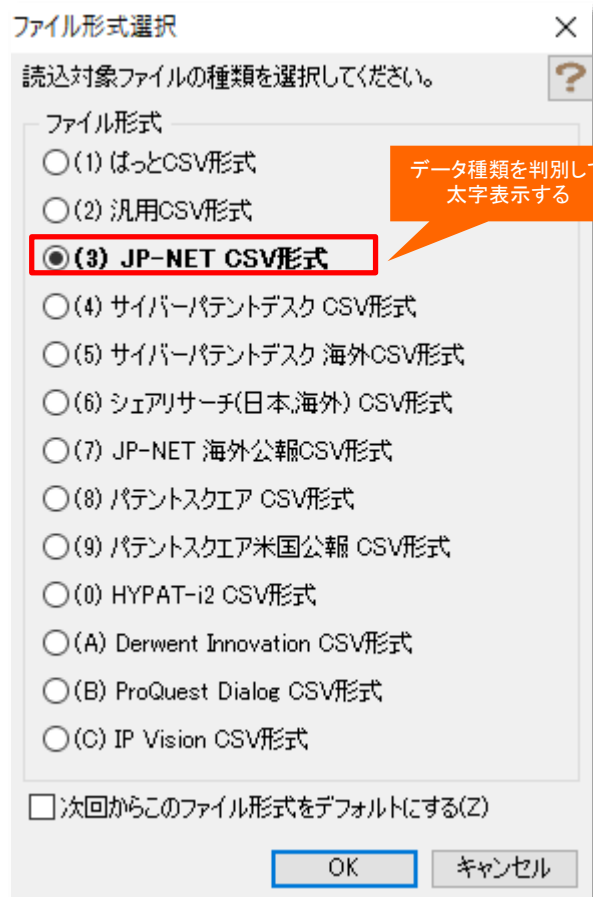 ファイル形式選択
読込対象ファイルの種類を選択してください。
ファイル形式
(1) ぱっとCSV形式
データ種類を判別して
太字表示する
(2) 汎用CSV形式
(3) JP-NET CSV形式
(4) サイバーパテントデスク CSV形式
(5) サイバーパテントデスク 海外CSV形式
(6) シェアリサーチ(日本,海外) CSV形式
(7) JP-NET 海外公報CSV形式
(8) パテントスクエア CSV形式
(9) パテントスクエア米国公報 CSV形式
(0) HYPAT-i2 CSV形式
(A) Derwent Innovation CSV形式
(B) ProQuest Dialog CSV形式
(C) IP Vision CSV形式
次回からこのファイル形式をデフォルトにする(Z)
OK キャンセル